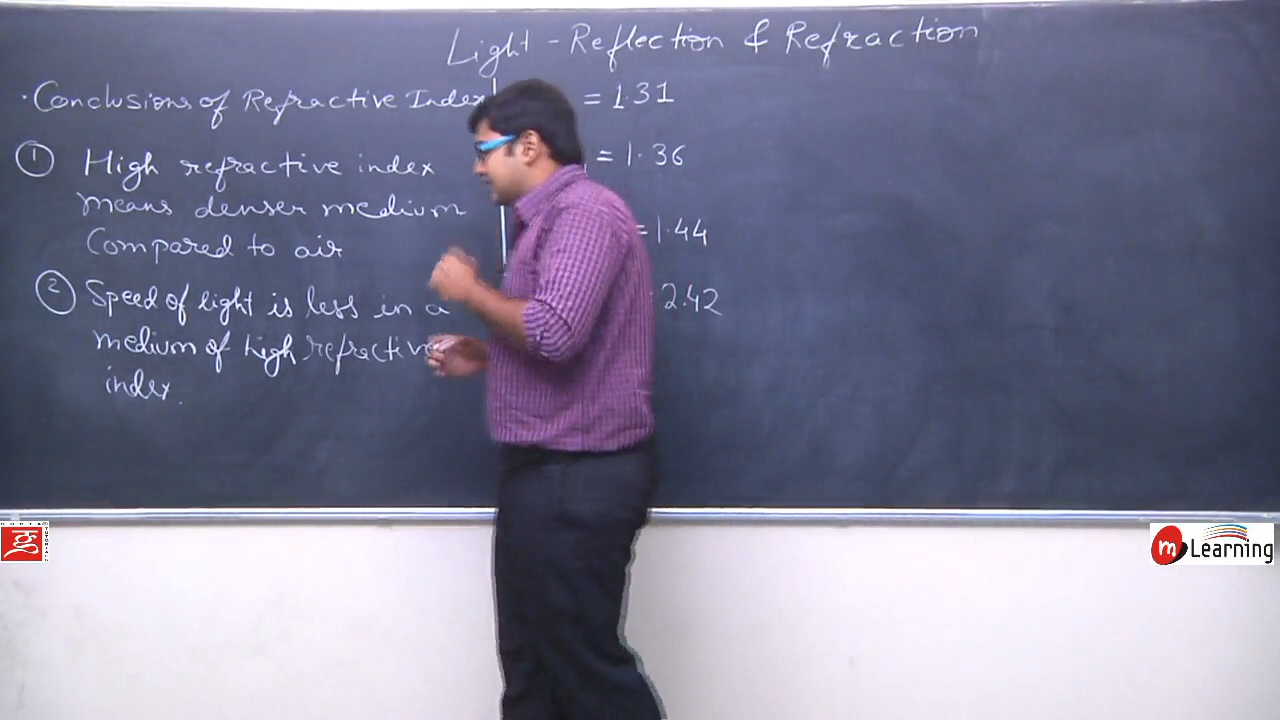 Light - Reflection & Refraction
. Conclusions of Refractive Index
① High refractive index
means denser medium
Compared to air
② Speed of light is less in a
medium of high refractive
index.
= 1.31
= 1.36
= 1.44
2.42
GUPTA
TUTORIALS
g
m Learning